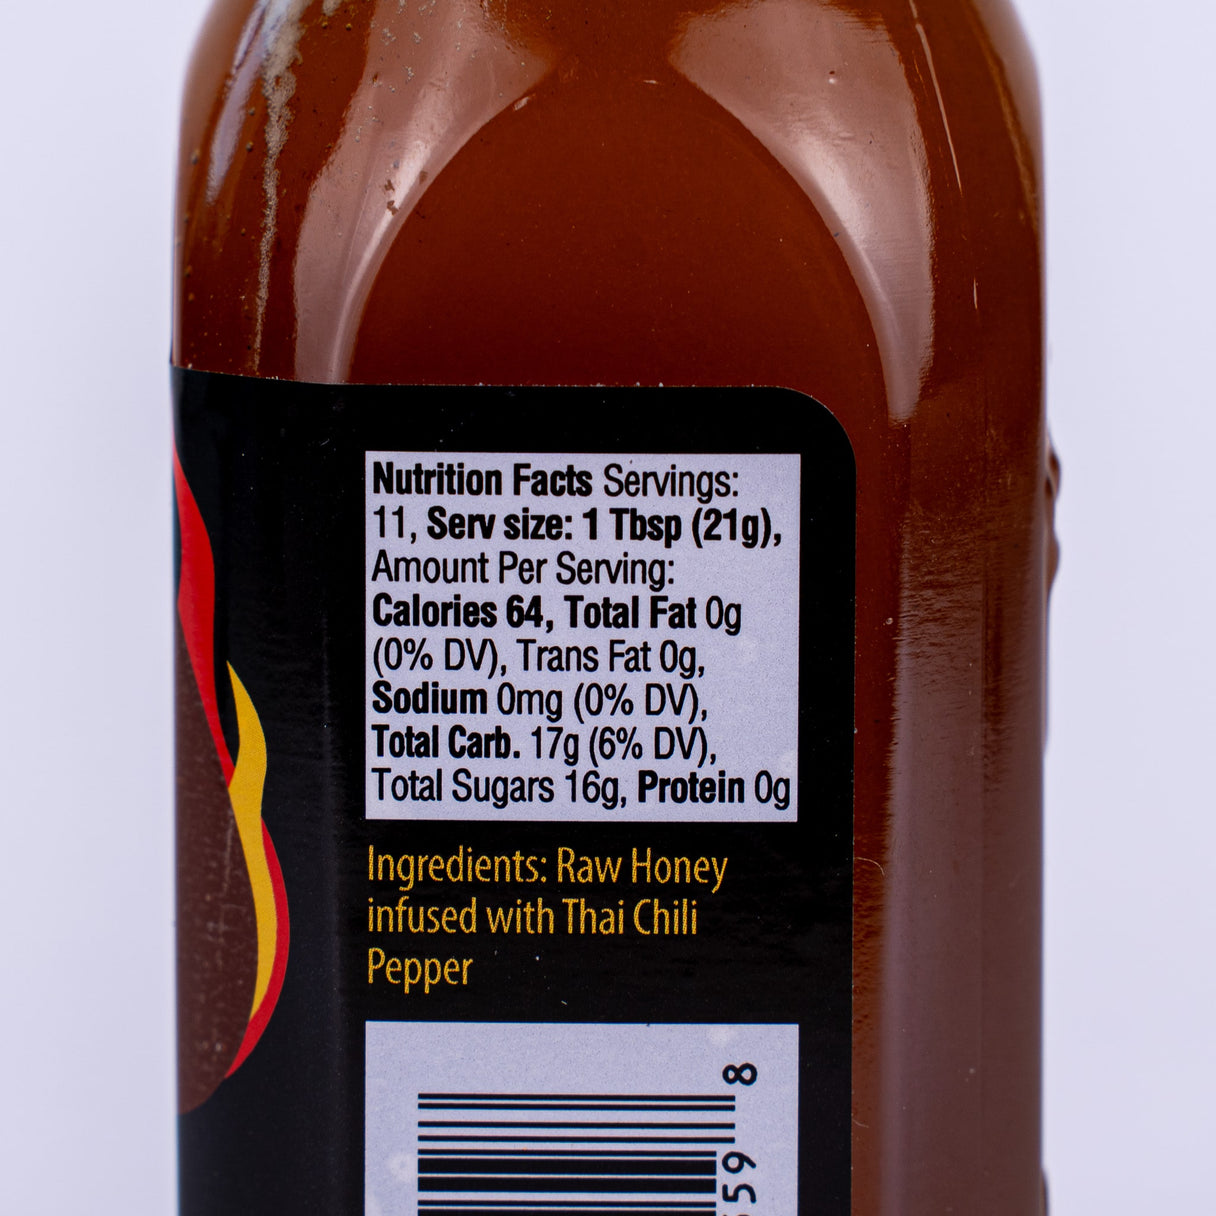 Nutrition Facts Servings:
11, Serv size: 1 Tbsp (21g),
Amount Per Serving:
Calories 64, Total Fat 0g
(0% DV), Trans Fat 0g,
Sodium 0mg (0% DV),
Total Carb. 17g (6% DV),
Total Sugars 16g, Protein 0g
Ingredients: Raw Honey
infused with Thai Chili
Pepper
8
59